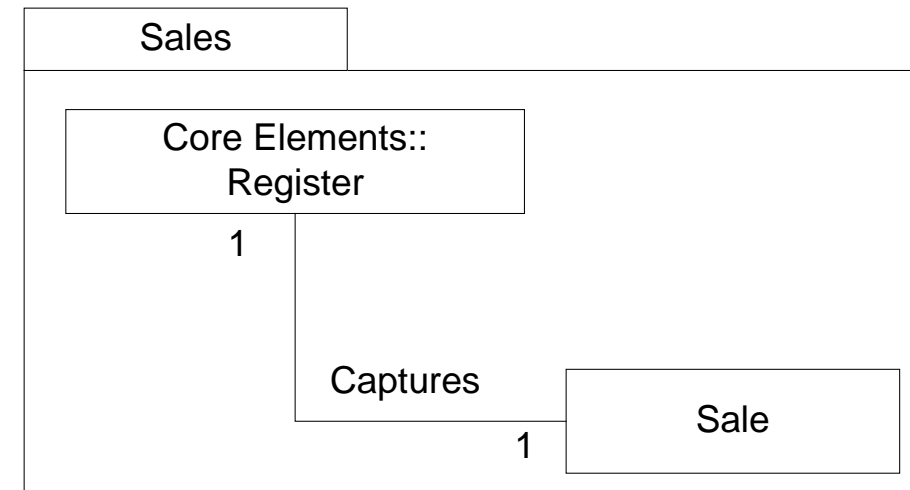 Sales
Core Elements::
Register
1
Captures
1
Sale